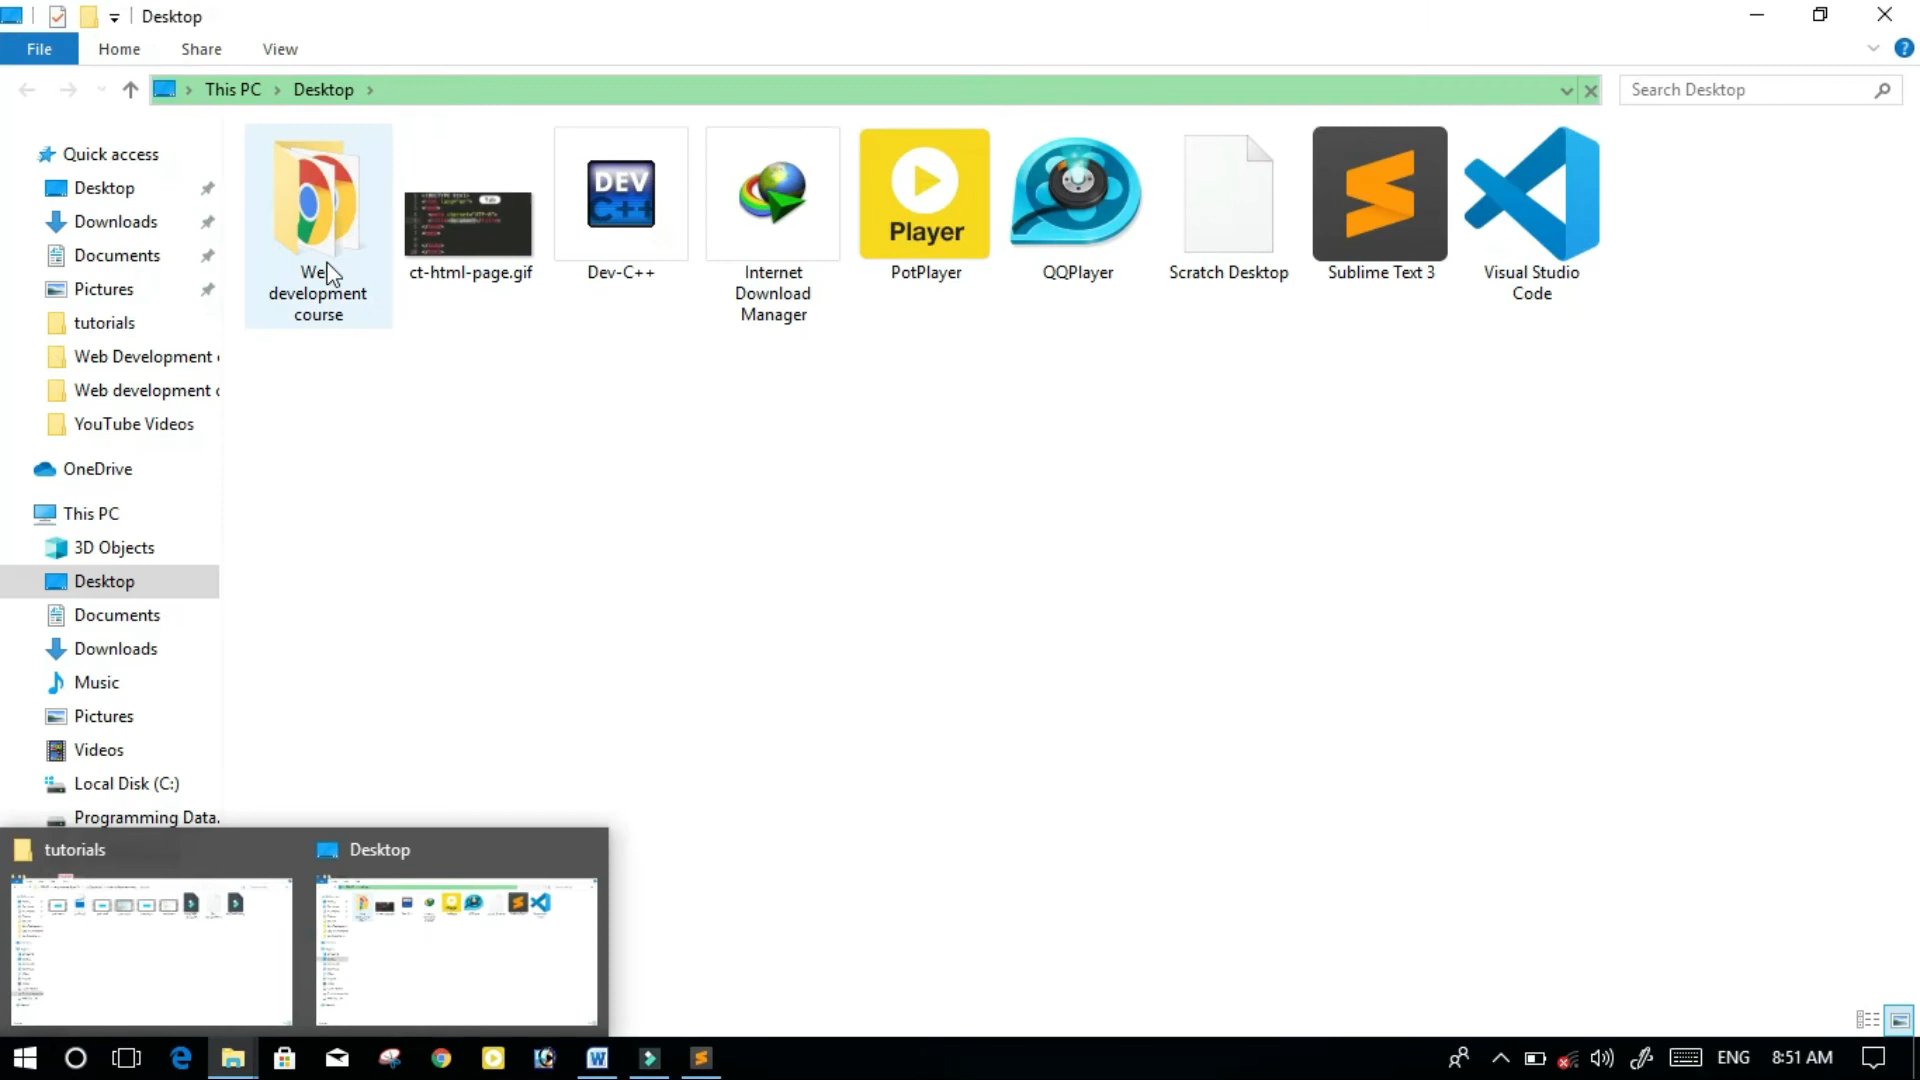 Desktop
File Home Share View
This PC Desktop
Search Desktop
Quick access
Desktop
Downloads
Documents
Pictures
tutorials
Web Development
Web development
YouTube Videos
OneDrive
This PC
3D Objects
Desktop
Documents
Downloads
Music
Pictures
Videos
Local Disk (C:)
Programming Data.
development
course
ct-html-page.gif
DEV
C++
Dev-C++
Internet
Download
Manager
Player
PotPlayer
QQPlayer
Scratch Desktop
Sublime Text 3
Visual Studio
Code
tutorials
Desktop
ENG 8:51 AM